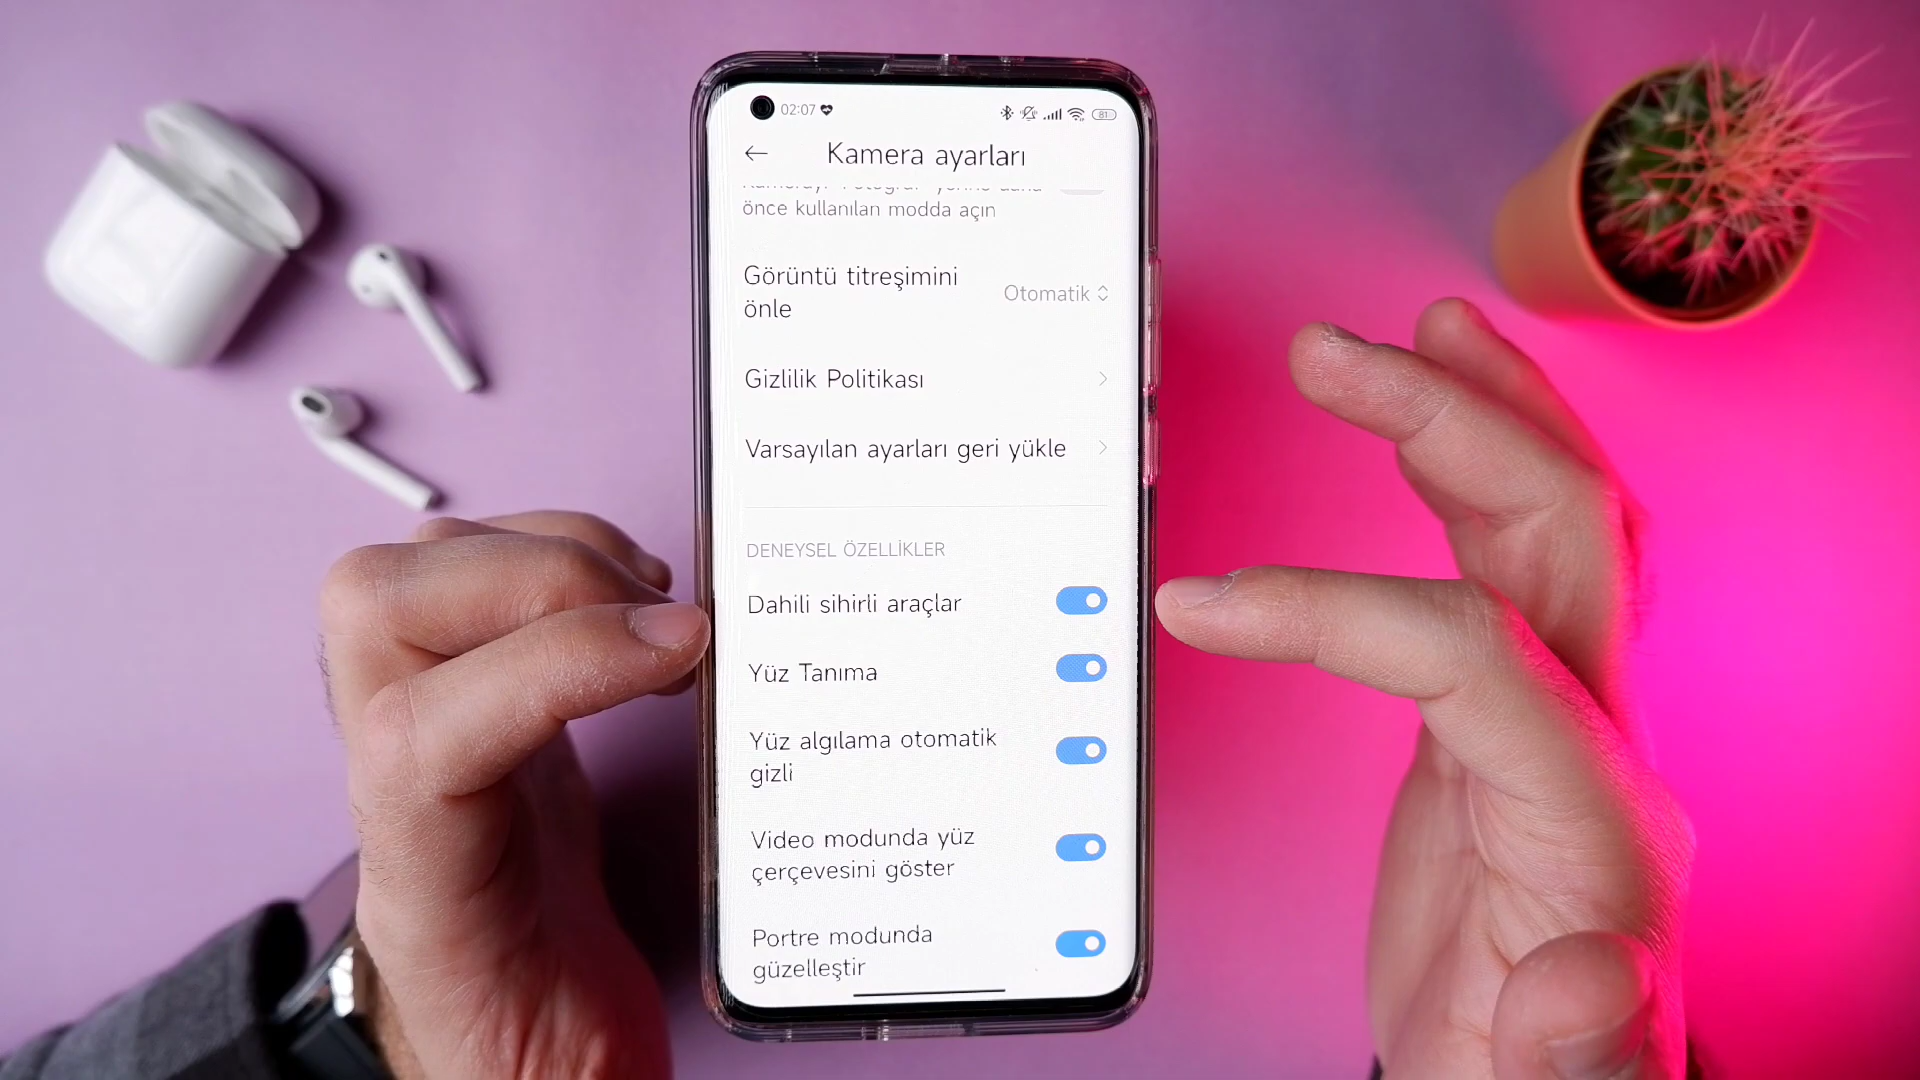 02:07
81
Kamera ayarları
önce kullanılan modda açın
Görüntü titreşimini
önle
Otomatik
Gizlilik Politikası
Varsayılan ayarları geri yükle
DENEYSEL ÖZELLİKLER
Dahili sihirli araçlar
Yüz Tanıma
Yüz algılama otomatik
gizli
Video modunda yüz
çerçevesini göster
Portre modunda
güzelleştir